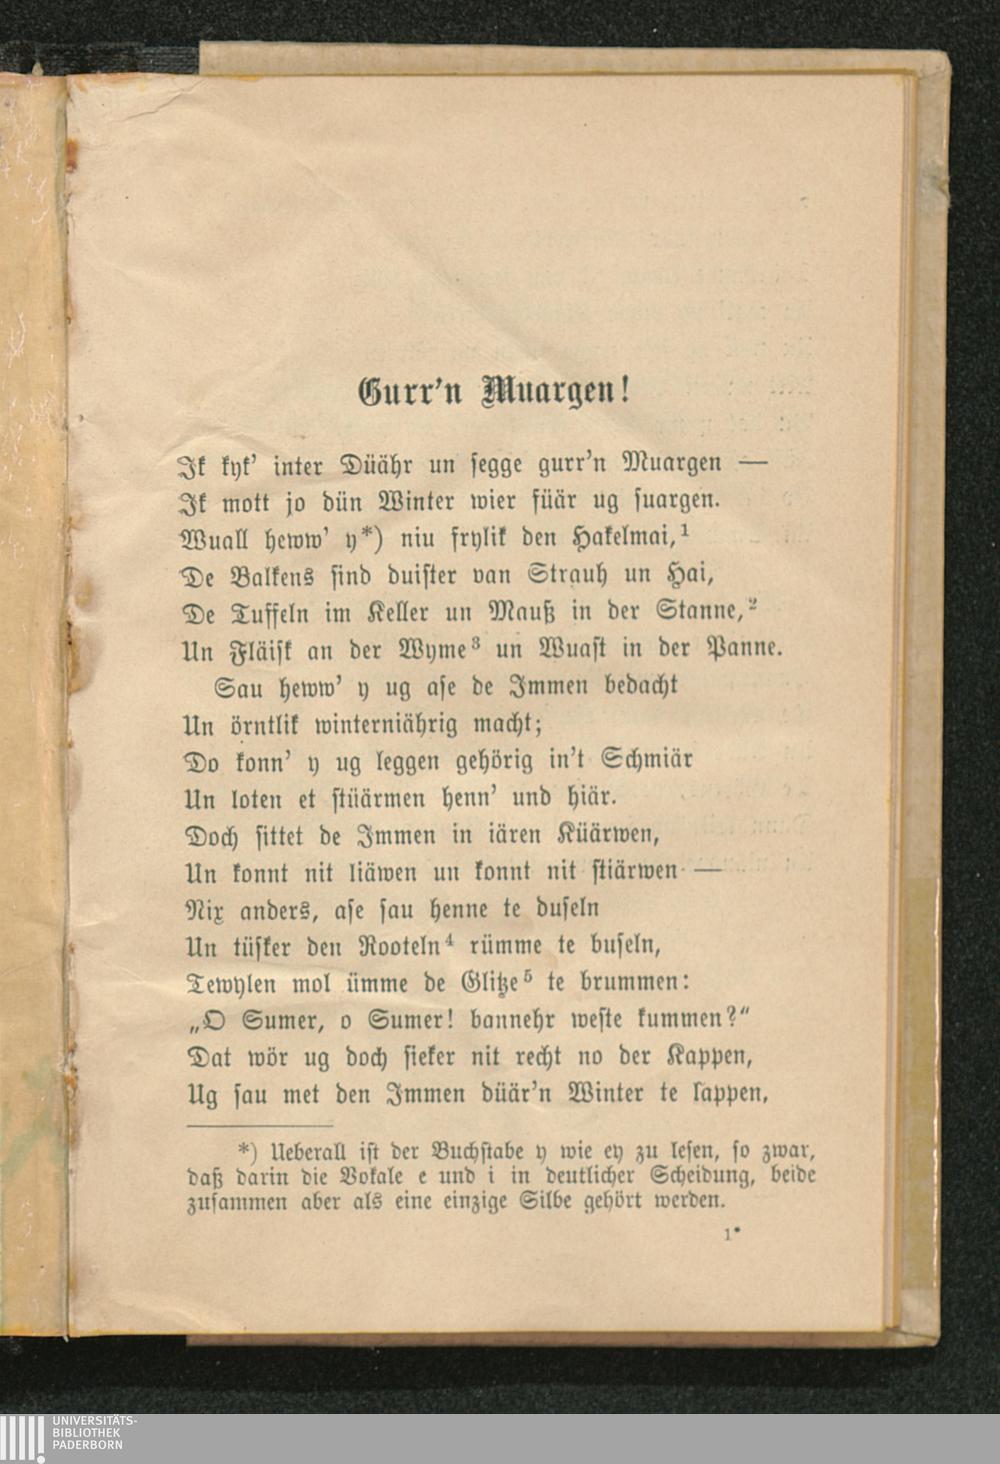 Gurr'n Muargen!
Ik kyk' inter Düähr un segge gurr'n Muargen —
Ik mott jo dün Winter wier füär ug suargen.
Wuall heww' y*) niu frylik den Hakelmai,¹
De Balkens sind duister van Strauh un Hai,
De Tuffeln im Keller un Mauß in der Stanne,²
Un Fläisk an der Wyme³ un Wuast in der Panne.
Sau heww' y ug ase de Immen bedacht
Un örntlik winterniährig macht;
Do konn' y ug leggen gehörig in't Schmiär
Un loten et stüärmen henn' und hiär.
Doch sittet de Immen in iären Küärwen,
Un konnt nit liäwen un konnt nit stiärwen —
Nix anders, ase sau henne te duseln
Un tüsker den Rooteln⁴ rümme te buseln,
Tewylen mol ümme de Glitze⁵ te brummen:
„O Sumer, o Sumer! bannehr weste kummen?“
Dat wör ug doch sieker nit recht no der Kappen,
Ug sau met den Immen düär'n Winter te lappen,
*) Ueberall ist der Buchstabe y wie ey zu lesen, so zwar,
daß darin die Vokale e und i in deutlicher Scheidung, beide
zusammen aber als eine einzige Silbe gehört werden.
1*
UNIVERSITÄTS-
BIBLIOTHEK
PADERBORN